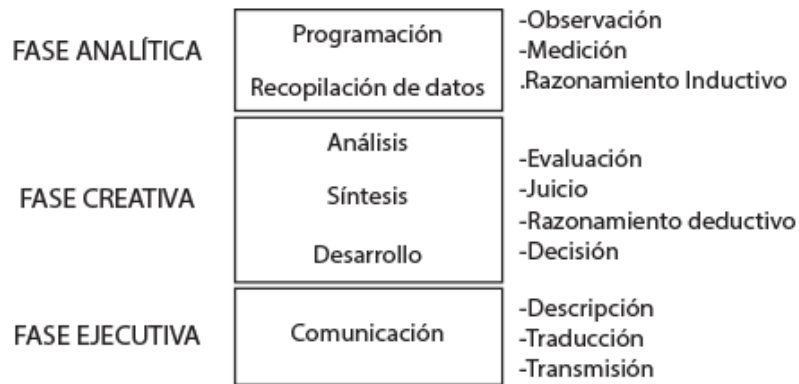 FASE ANALÍTICA
Programación
Recopilación de datos
-Observación
-Medición
.Razonamiento Inductivo
FASE CREATIVA
Análisis
Síntesis
Desarrollo
-Evaluación
-Juicio
-Razonamiento deductivo
-Decisión
FASE EJECUTIVA
Comunicación
-Descripción
-Traducción
-Transmisión